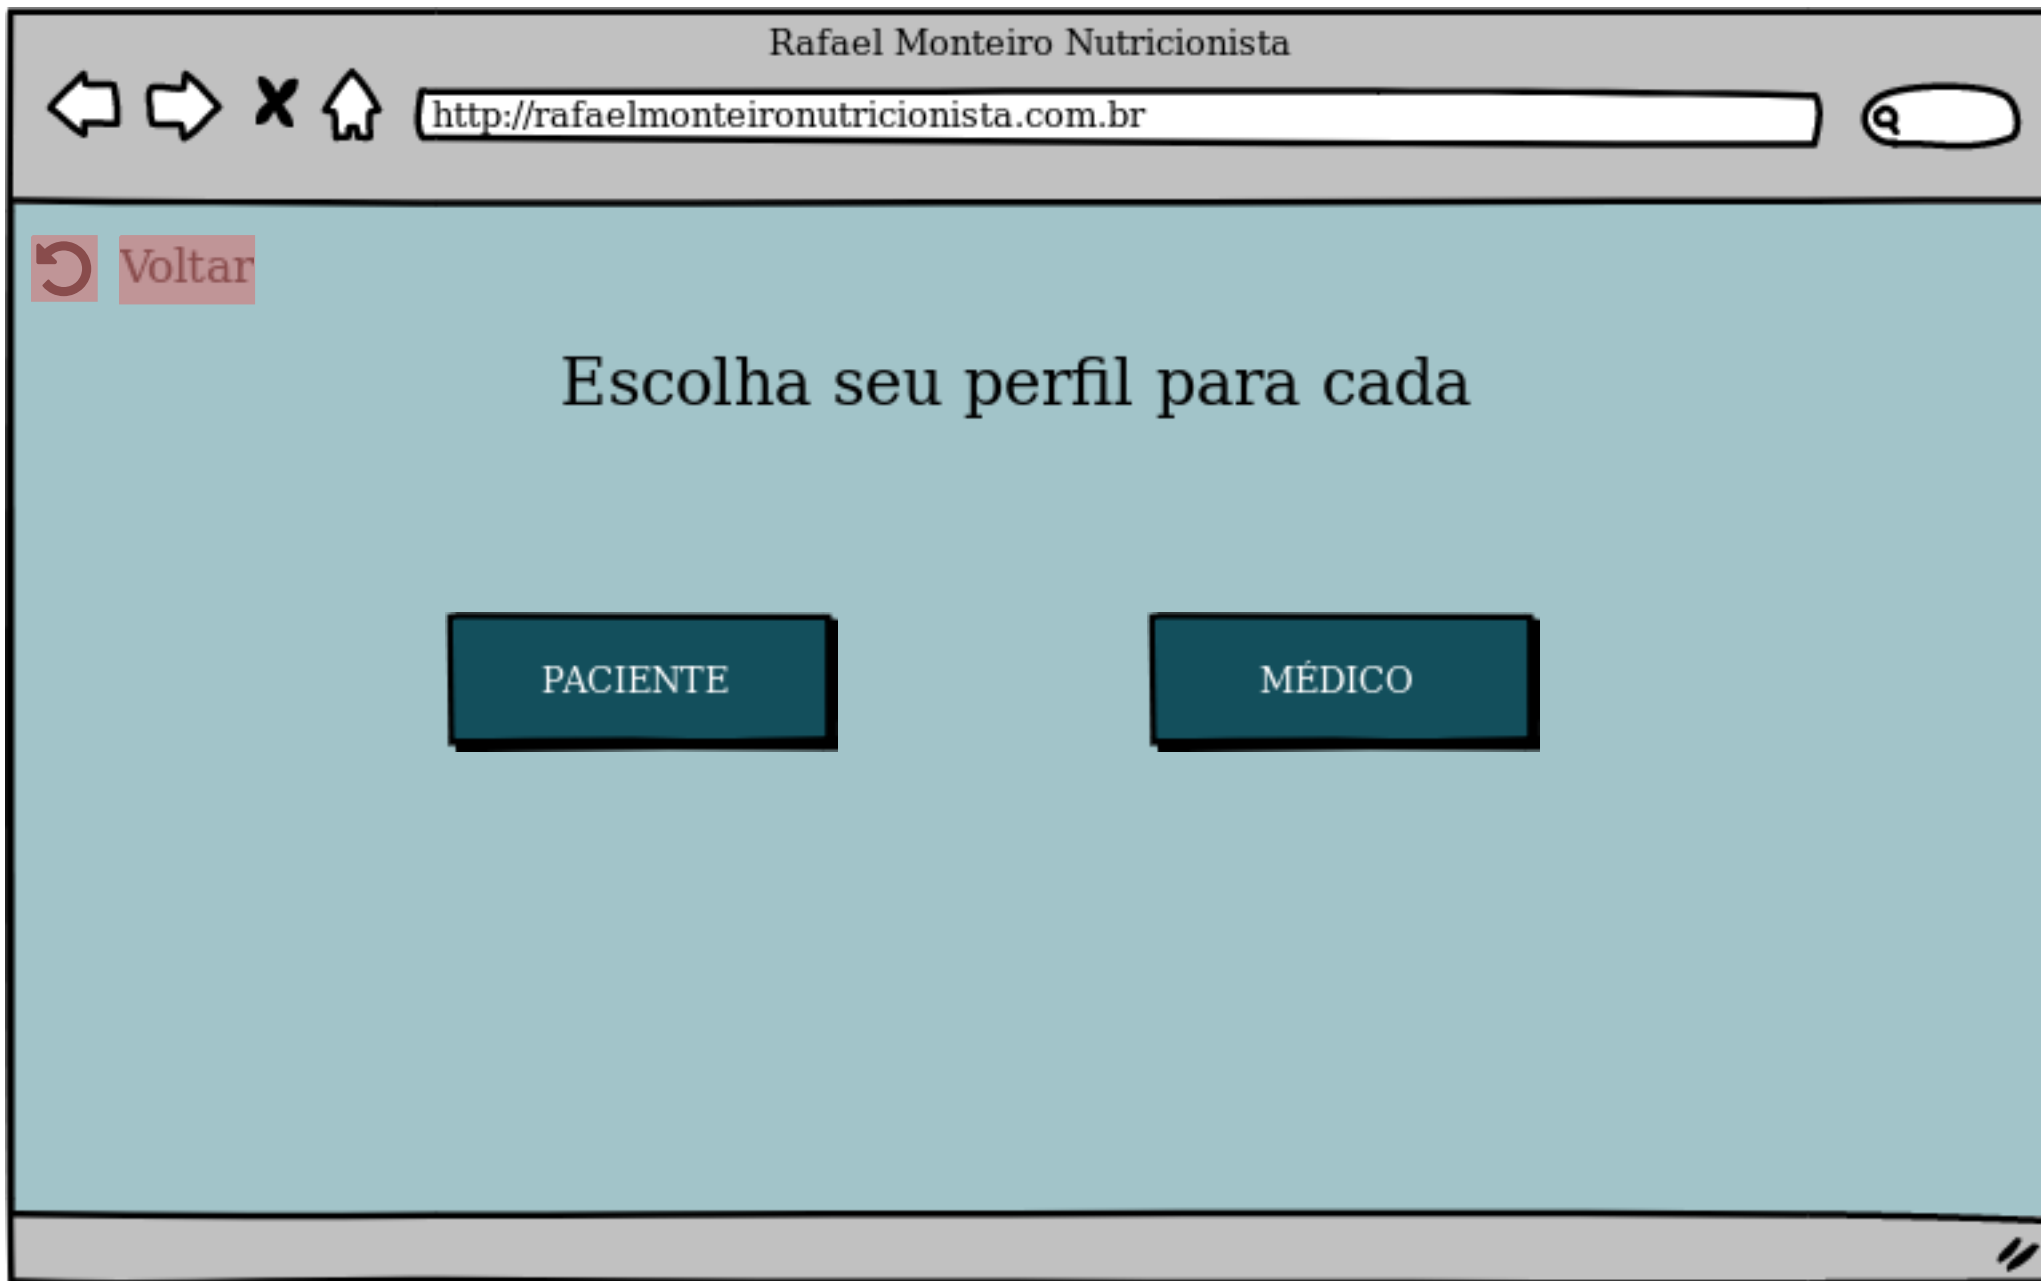 Rafael Monteiro Nutricionista
http://rafaelmonteironutricionista.com.br
Voltar
Escolha seu perfil para cada
PACIENTE
MÉDICO